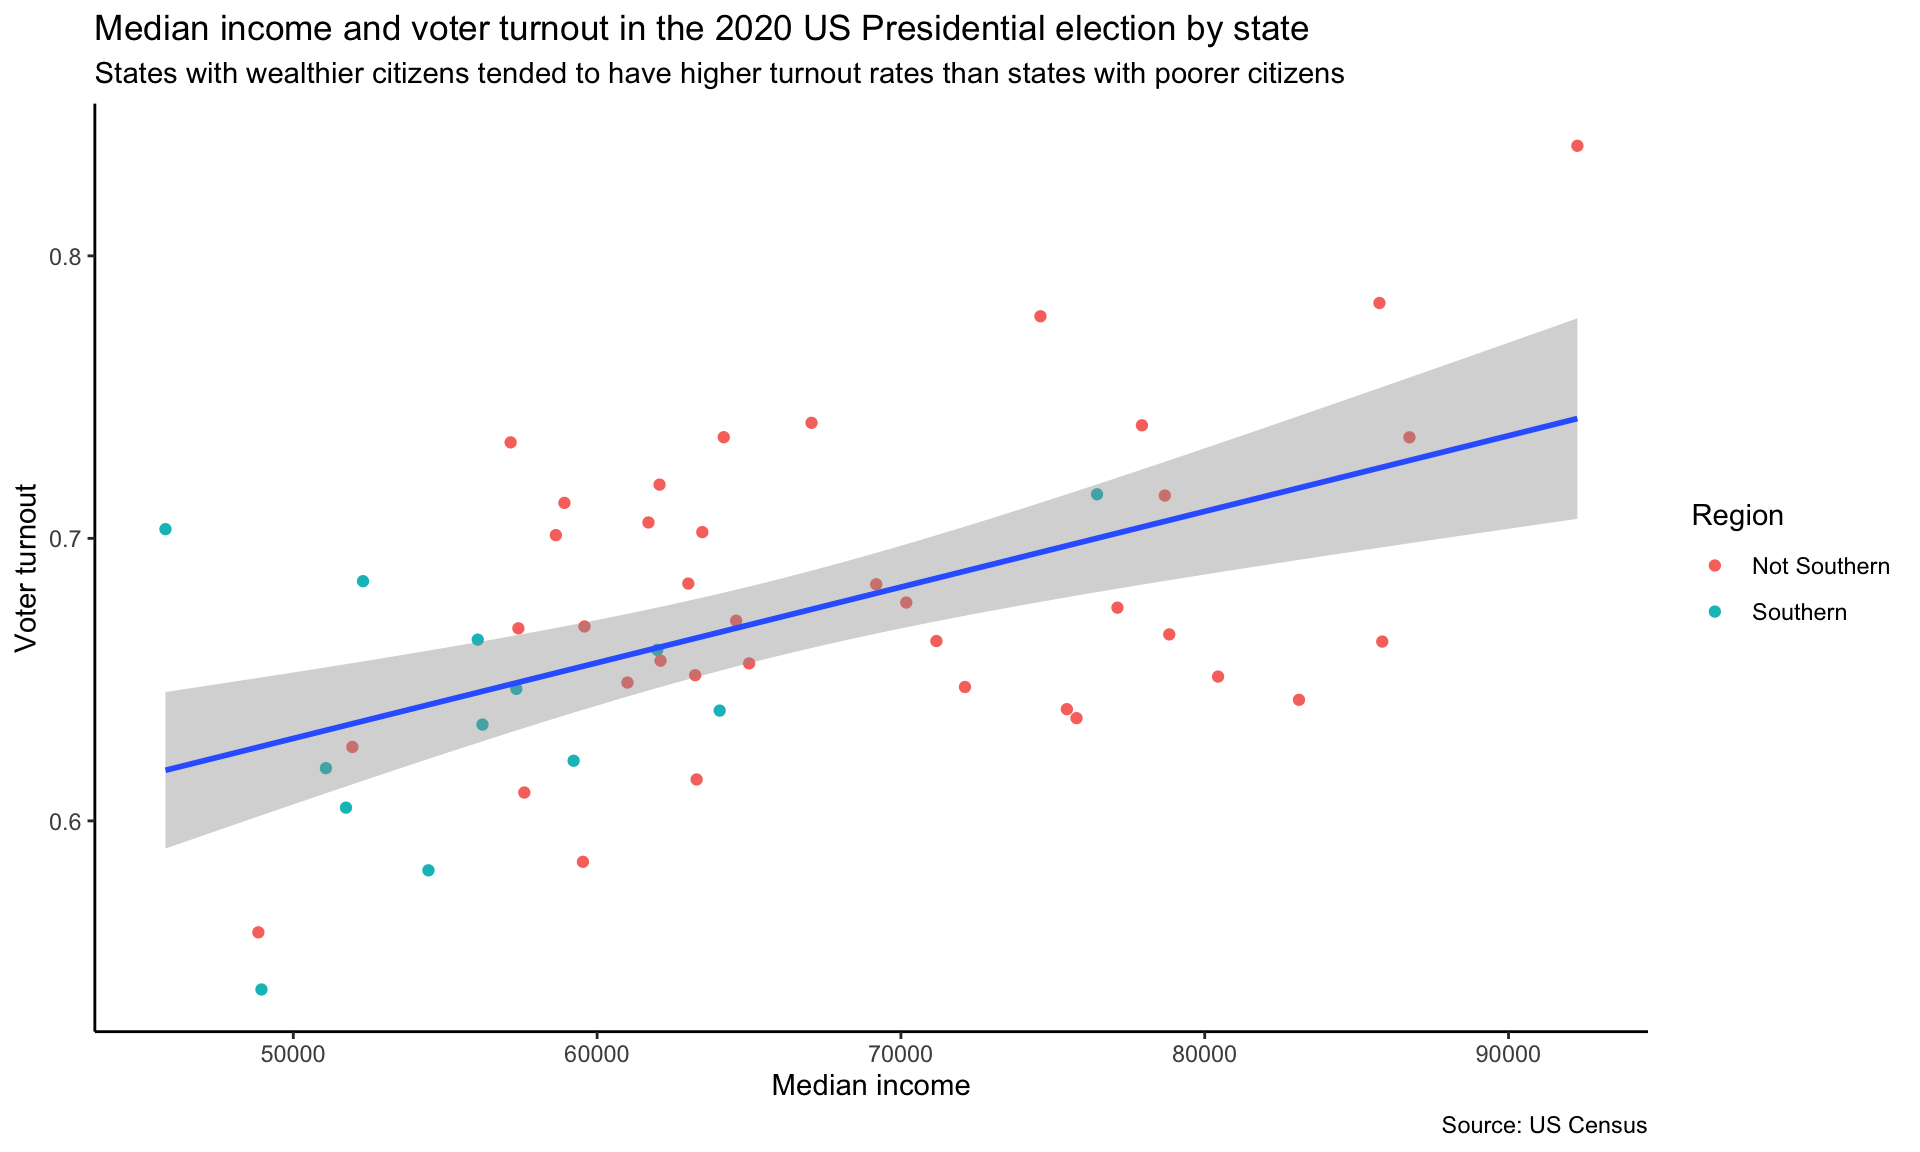 Median income and voter turnout in the 2020 US Presidential election by state
States with wealthier citizens tended to have higher turnout rates than states with poorer citizens
0.8
0.7
0.6
Voter turnout
50000 60000 70000 80000 90000
Median income
Region
Not Southern
Southern
Source: US Census